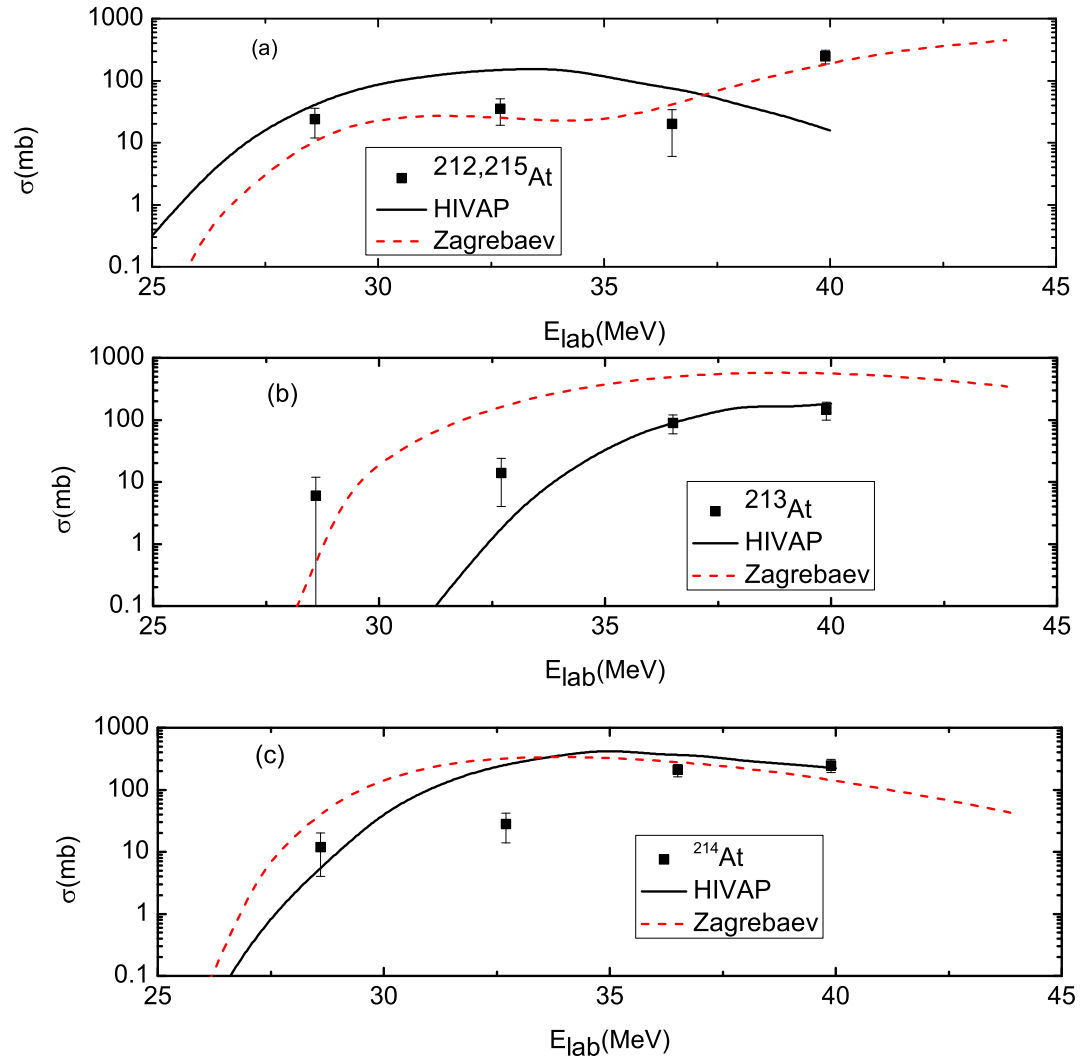 1000
100
10
1
0.1
σ(mb)
(a)
212,215At
HIVAP
Zagrebaev
25 30 35 40 45
Elab(MeV)
1000
100
10
1
0.1
σ(mb)
(b)
213At
HIVAP
Zagrebaev
25 30 35 40 45
Elab(MeV)
1000
100
10
1
0.1
σ(mb)
(c)
214At
HIVAP
Zagrebaev
25 30 35 40 45
Elab(MeV)